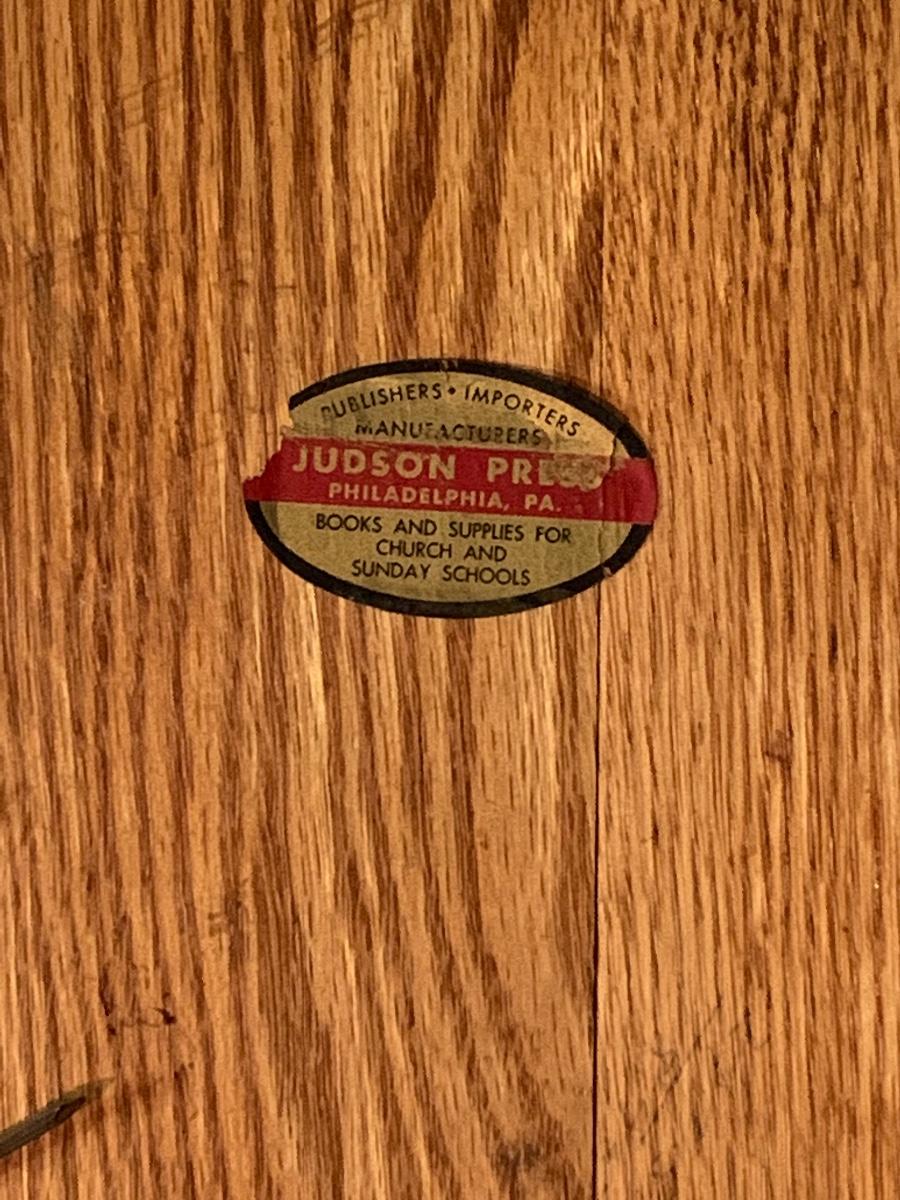 PUBLISHERS • IMPORTERS
MANUFACTURERS
JUDSON PRESS
PHILADELPHIA, PA.
BOOKS AND SUPPLIES FOR
CHURCH AND
SUNDAY SCHOOLS